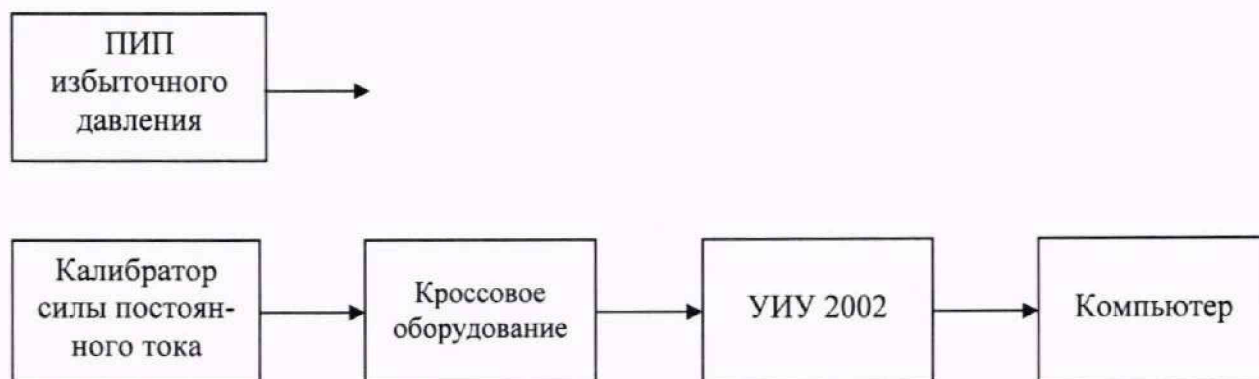 ПИП
избыточного
давления
Калибратор
силы постоян-
ного тока
Кроссовое
оборудование
УИУ 2002
Компьютер